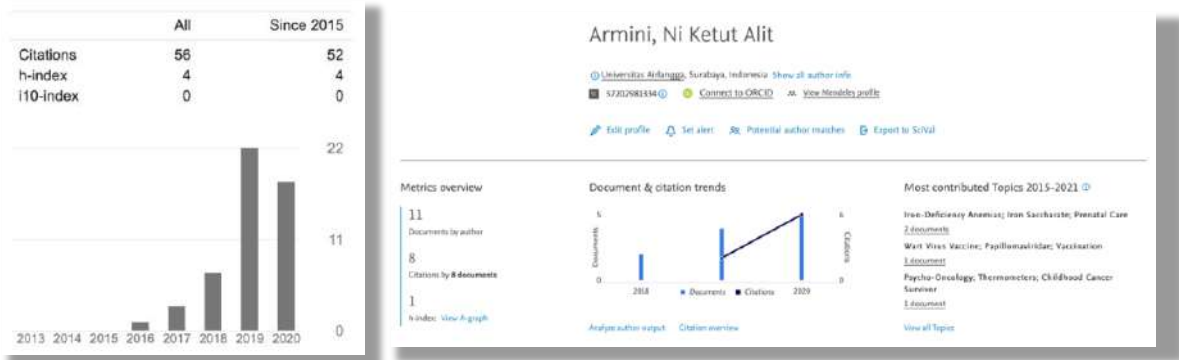 All Since 2015
Citations 56 52
h-index 4 4
i10-index 0 0
22
11
0
2013 2014 2015 2016 2017 2018 2019 2020
Armini, Ni Ketut Alit
Universitas Airlangga, Surabaya, Indonesia Show all author info
57202981334 Connect to ORCID View Mendeley profile
Edit profile Set alert Potential author matches Export to SciVal
Metrics overview
11
Documents by author
8
Citations by 8 documents
1
h-index: View h-graph
Document & citation trends
Documents
Citations
0 0
2018 Documents Citations 2020
Analyze author output Citation overview
Most contributed Topics 2015–2021
Iron-Deficiency Anemias; Iron Saccharate; Prenatal Care
2 documents
Wart Virus Vaccine; Papillomaviridae; Vaccination
1 document
Psycho-Oncology; Thermometers; Childhood Cancer
Survivor
1 document
View all Topics